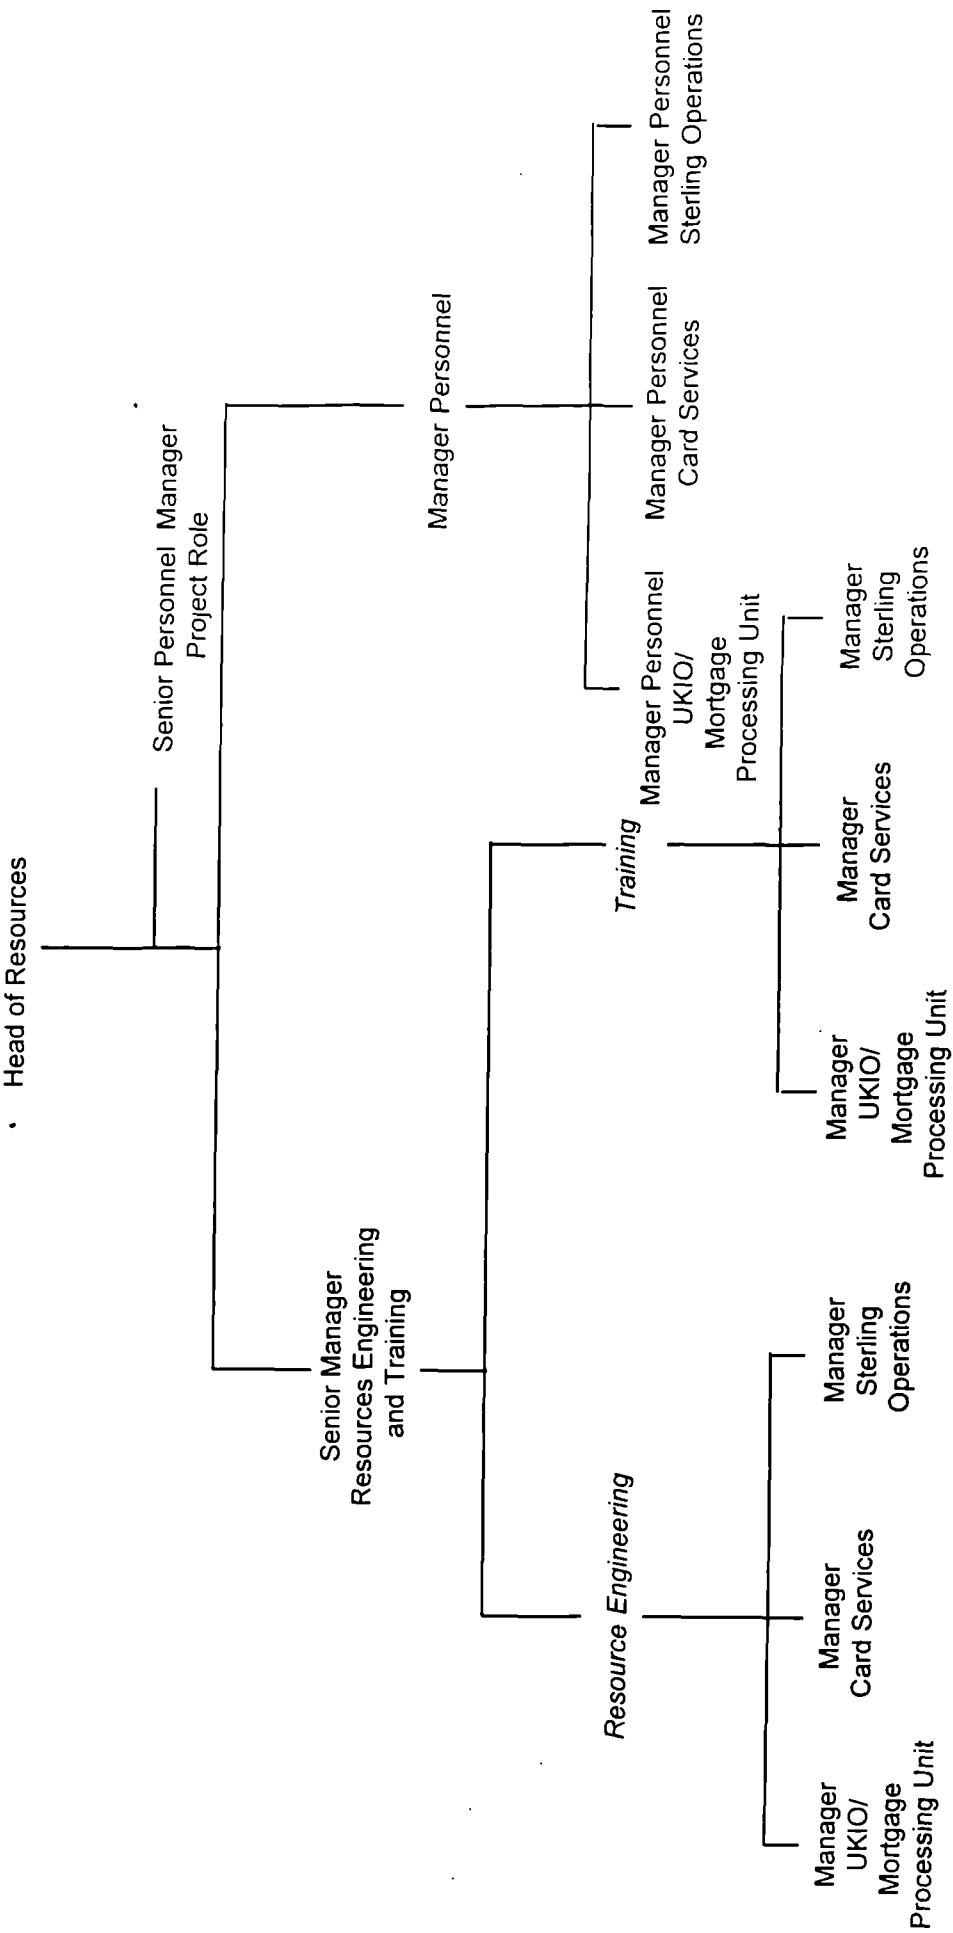 Head of Resources
Senior Personnel Manager
Project Role
Senior Manager
Resources Engineering
and Training
Manager Personnel
Resource Engineering
Training
Manager Personnel
UKIO/
Mortgage
Processing Unit
Manager Personnel
Card Services
Manager Personnel
Sterling Operations
Manager
UKIO/
Mortgage
Processing Unit
Manager
Card Services
Manager
Sterling
Operations
Manager
UKIO/
Mortgage
Processing Unit
Manager
Card Services
Manager
Sterling
Operations